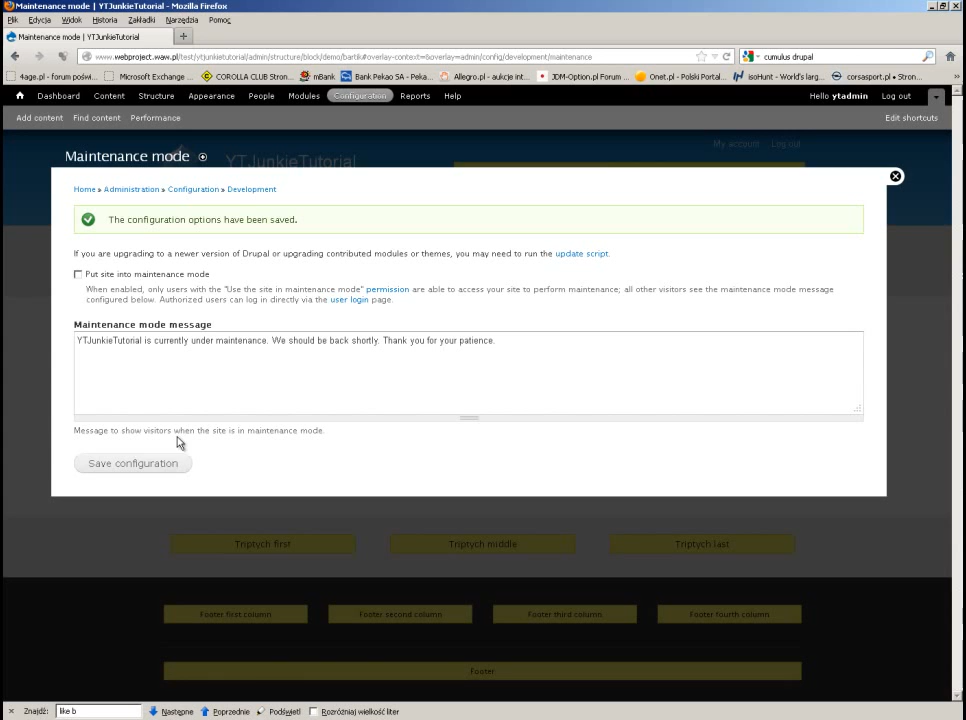 Maintenance mode | YTJunkieTutorial - Mozilla Firefox
Plik Edycja Widok Historia Zakładki Narzędzia Pomoc
Maintenance mode | YTJunkieTutorial +
www.webproject.waw.pl/test/ytjunkietutorial/admin/structure/block/demo/bartik#overlay-context=&overlay=admin/config/development/maintenance cumulus drupal
4age.pl - forum poświ... Microsoft Exchange ... COROLLA CLUB Stron... mBank Bank Pekao SA - Peka... Allegro.pl - aukcje int... JDM-Option.pl Forum ... Onet.pl - Polski Portal... isoHunt - World's larg... corsasport.pl • Stron... »
Dashboard Content Structure Appearance People Modules Configuration Reports Help Hello ytadmin Log out
Add content Find content Performance Edit shortcuts
My account Log out
Maintenance mode
YTJunkieTutorial
Home » Administration » Configuration » Development
The configuration options have been saved.
If you are upgrading to a newer version of Drupal or upgrading contributed modules or themes, you may need to run the update script.
Put site into maintenance mode
When enabled, only users with the "Use the site in maintenance mode" permission are able to access your site to perform maintenance; all other visitors see the maintenance mode message
configured below. Authorized users can log in directly via the user login page.
Maintenance mode message
YTJunkieTutorial is currently under maintenance. We should be back shortly. Thank you for your patience.
Message to show visitors when the site is in maintenance mode.
Save configuration
Triptych first Triptych middle Triptych last
Footer first column Footer second column Footer third column Footer fourth column
Footer
× Znajdź: like b Następne Poprzednie Podświetl Rozróżniaj wielkość liter